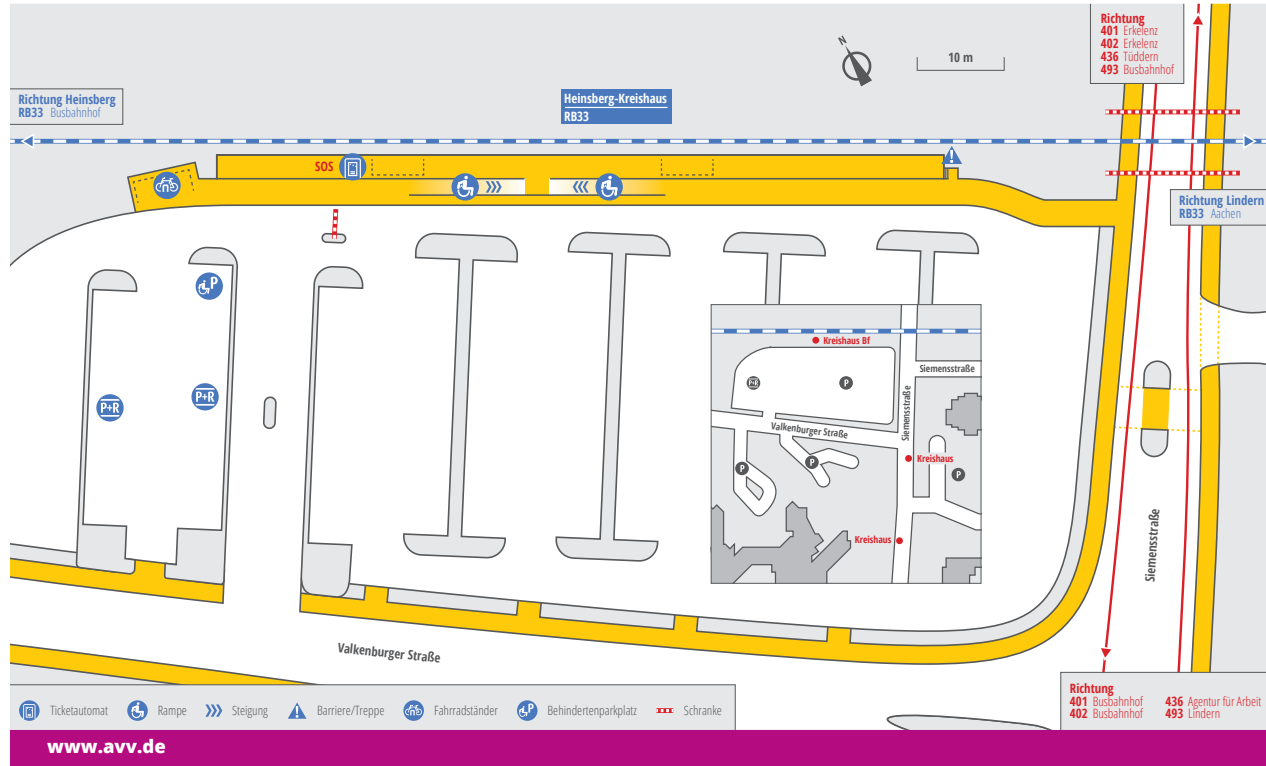 Richtung
401 Erkelenz
402 Erkelenz
436 Tüddern
493 Busbahnhof
N
10 m
Richtung Heinsberg
RB33 Busbahnhof
Heinsberg-Kreishaus
RB33
SOS
Richtung Lindern
RB33 Aachen
P
P+R
P+R
Kreishaus Bf
Siemensstraße
P+R
P
Siemensstraße
Valkenburger Straße
Kreishaus
P
P
P
Kreishaus
Siemensstraße
Valkenburger Straße
Richtung
401 Busbahnhof 436 Agentur für Arbeit
402 Busbahnhof 493 Lindern
Ticketautomat Rampe Steigung Barriere/Treppe Fahrradständer P Behindertenparkplatz Schranke
www.avv.de